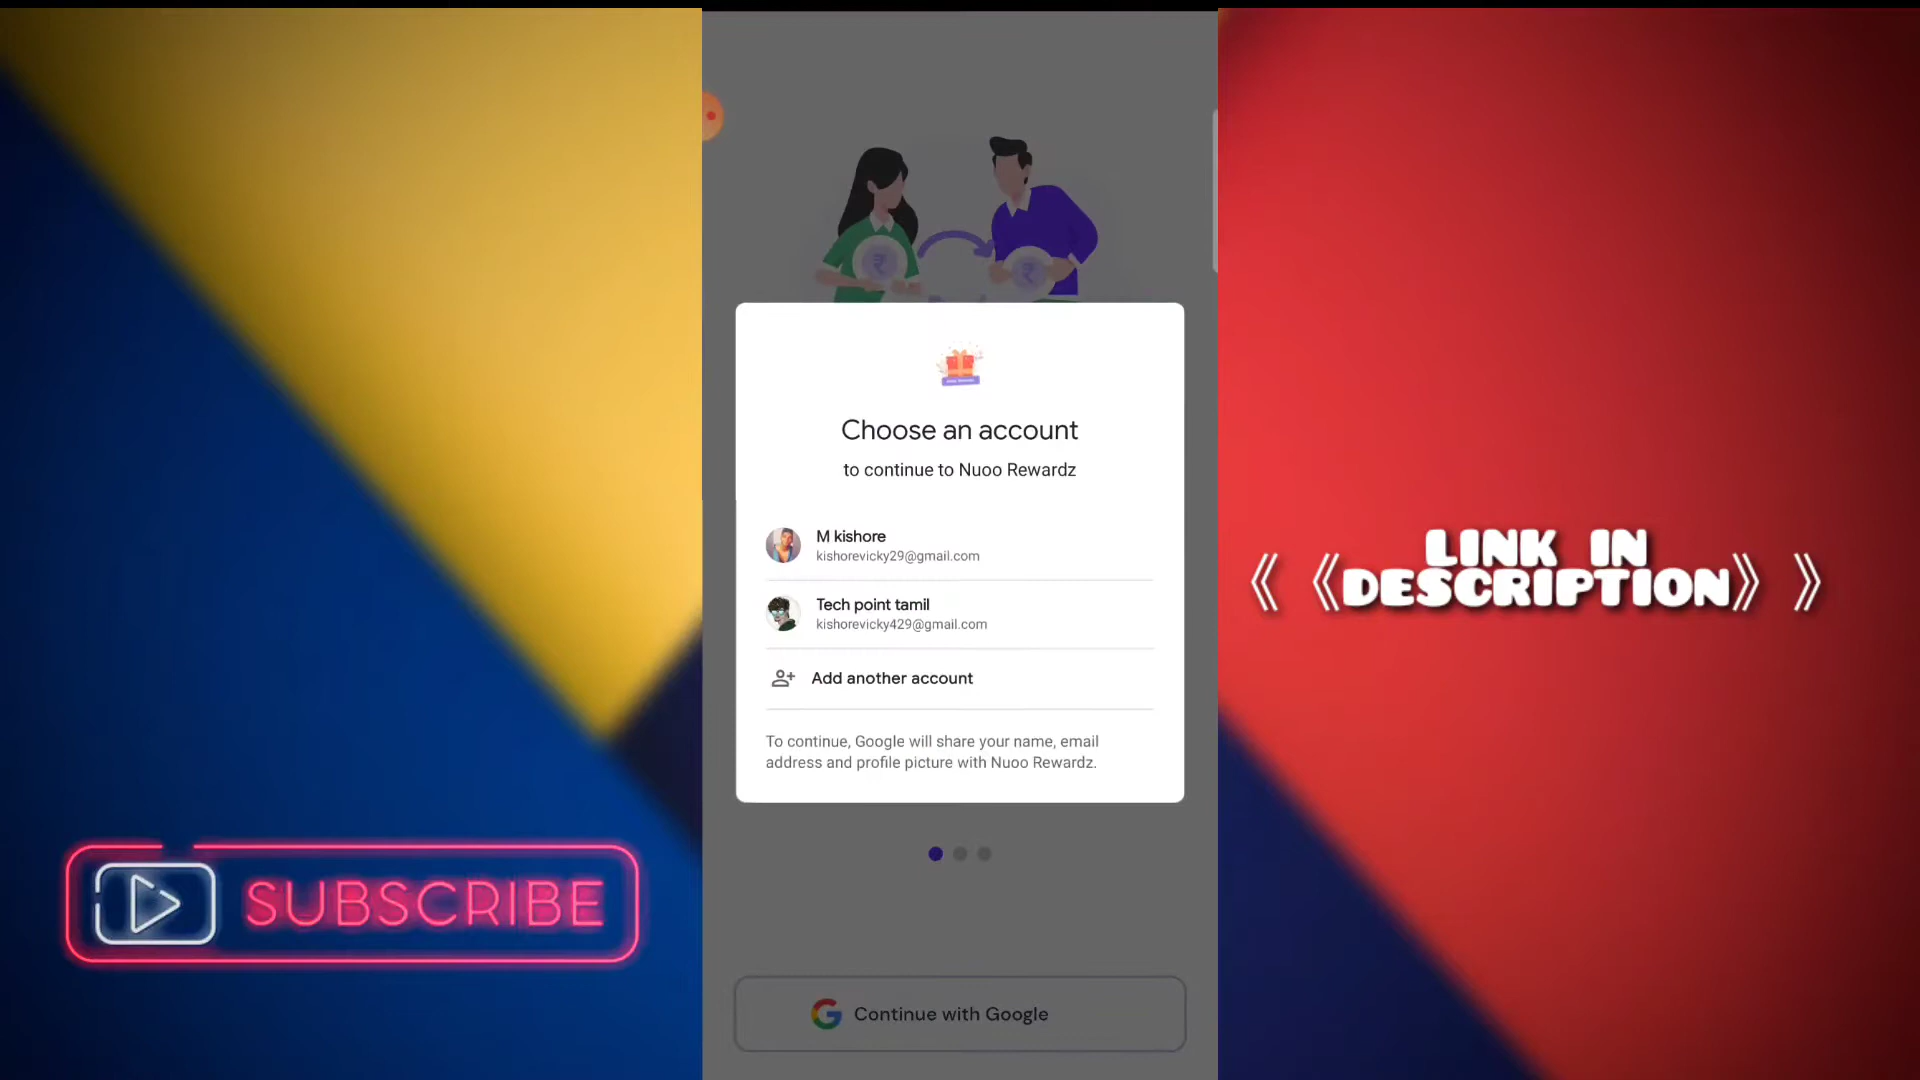 Choose an account
to continue to Nuoo Rewardz
M kishore
kishorevicky29@gmail.com
Tech point tamil
kishorevicky429@gmail.com
Add another account
To continue, Google will share your name, email
address and profile picture with Nuoo Rewardz.
Continue with Google
SUBSCRIBE
《 《LINK IN
DESCRIPTION》 》